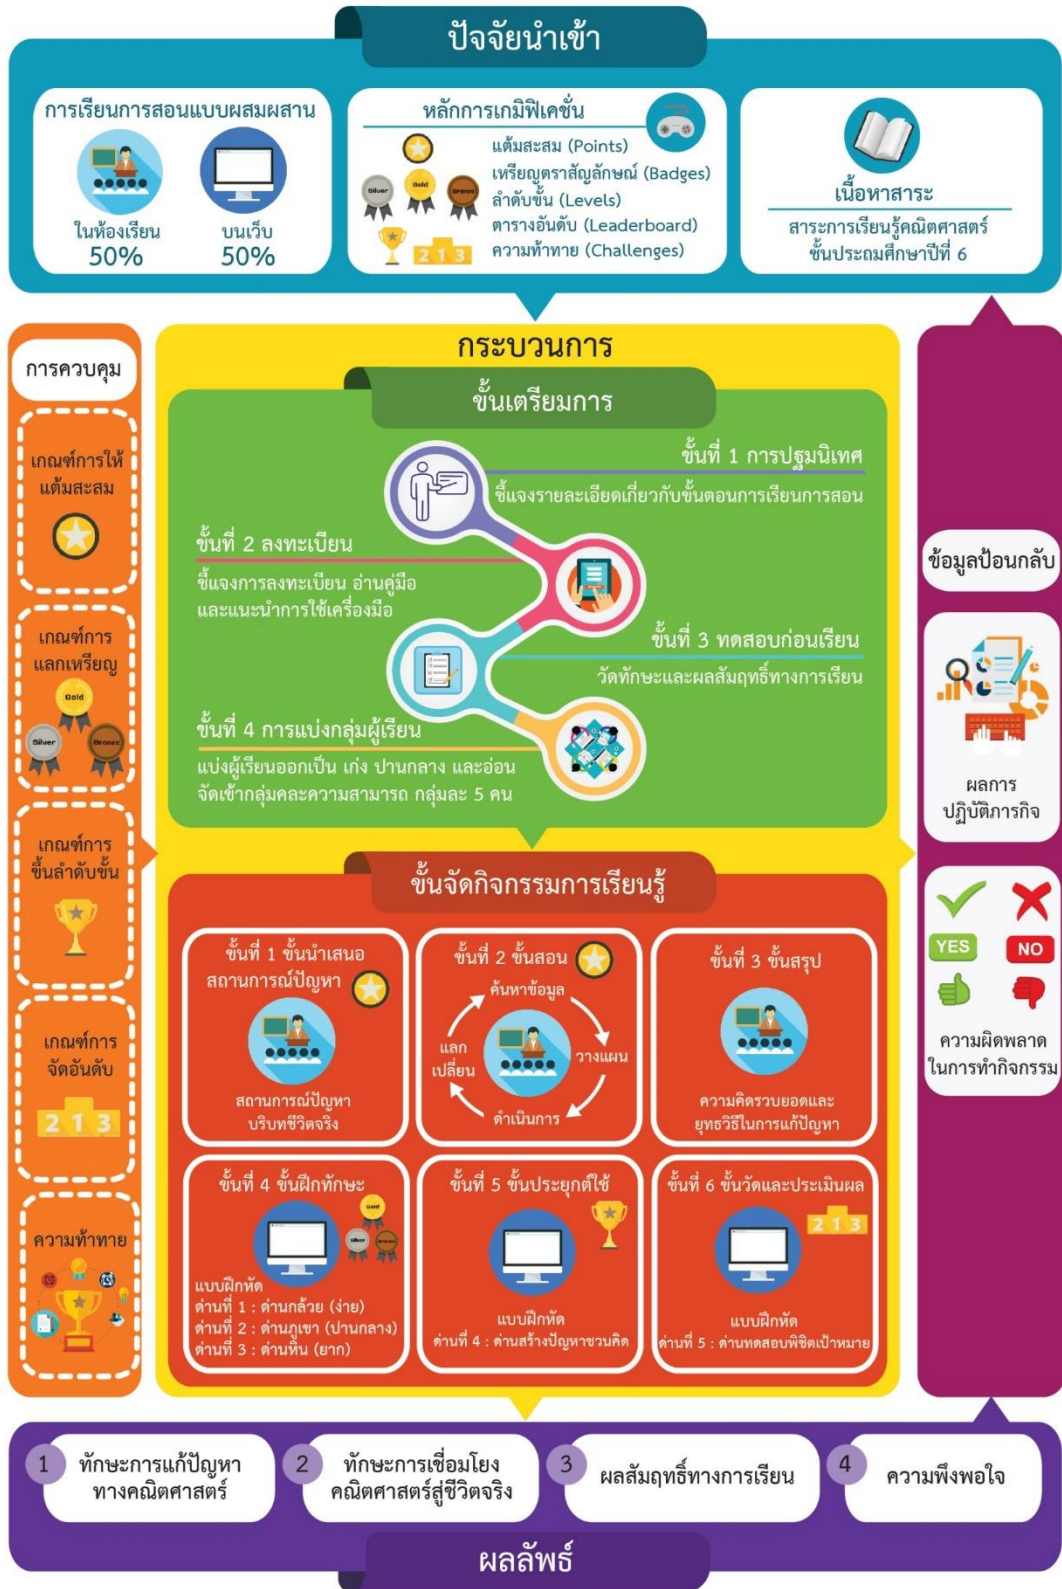 ปัจจัยนำเข้า
การเรียนการสอนแบบผสมผสาน
ในห้องเรียน
50%
บนเว็บ
50%
หลักการเกมิฟิเคชั่น
Silver
Gold
Bronze
2 1 3
แต้มสะสม (Points)
เหรียญตราสัญลักษณ์ (Badges)
ลำดับขั้น (Levels)
ตารางอันดับ (Leaderboard)
ความท้าทาย (Challenges)
เนื้อหาสาระ
สาระการเรียนรู้คณิตศาสตร์
ชั้นประถมศึกษาปีที่ 6
การควบคุม
เกณฑ์การให้
แต้มสะสม
เกณฑ์การ
แลกเหรียญ
Gold
Silver
Bronze
เกณฑ์การ
ขึ้นลำดับขั้น
เกณฑ์การ
จัดอันดับ
2 1 3
ความท้าทาย
กระบวนการ
ขั้นเตรียมการ
ขั้นที่ 1 การปฐมนิเทศ
ชี้แจงรายละเอียดเกี่ยวกับขั้นตอนการเรียนการสอน
ขั้นที่ 2 ลงทะเบียน
ชี้แจงการลงทะเบียน อ่านคู่มือ
และแนะนำการใช้เครื่องมือ
ขั้นที่ 3 ทดสอบก่อนเรียน
วัดทักษะและผลสัมฤทธิ์ทางการเรียน
ขั้นที่ 4 การแบ่งกลุ่มผู้เรียน
แบ่งผู้เรียนออกเป็น เก่ง ปานกลาง และอ่อน
จัดเข้ากลุ่มคละความสามารถ กลุ่มละ 5 คน
ขั้นจัดกิจกรรมการเรียนรู้
ขั้นที่ 1 ขั้นนำเสนอ
สถานการณ์ปัญหา
สถานการณ์ปัญหา
บริบทชีวิตจริง
ขั้นที่ 2 ขั้นสอน
ค้นหาข้อมูล
แลก
เปลี่ยน
วางแผน
ดำเนินการ
ขั้นที่ 3 ขั้นสรุป
ความคิดรวบยอดและ
ยุทธวิธีในการแก้ปัญหา
ขั้นที่ 4 ขั้นฝึกทักษะ
Gold
Silver
Bronze
แบบฝึกหัด
ด่านที่ 1 : ด่านกล้วย (ง่าย)
ด่านที่ 2 : ด่านภูเขา (ปานกลาง)
ด่านที่ 3 : ด่านหิน (ยาก)
ขั้นที่ 5 ขั้นประยุกต์ใช้
แบบฝึกหัด
ด่านที่ 4 : ด่านสร้างปัญหาชวนคิด
ขั้นที่ 6 ขั้นวัดและประเมินผล
2 1 3
แบบฝึกหัด
ด่านที่ 5 : ด่านทดสอบพิชิตเป้าหมาย
ข้อมูลป้อนกลับ
ผลการ
ปฏิบัติภารกิจ
YES
NO
ความผิดพลาด
ในการทำกิจกรรม
1
ทักษะการแก้ปัญหา
ทางคณิตศาสตร์
2
ทักษะการเชื่อมโยง
คณิตศาสตร์สู่ชีวิตจริง
3
ผลสัมฤทธิ์ทางการเรียน
4
ความพึงพอใจ
ผลลัพธ์